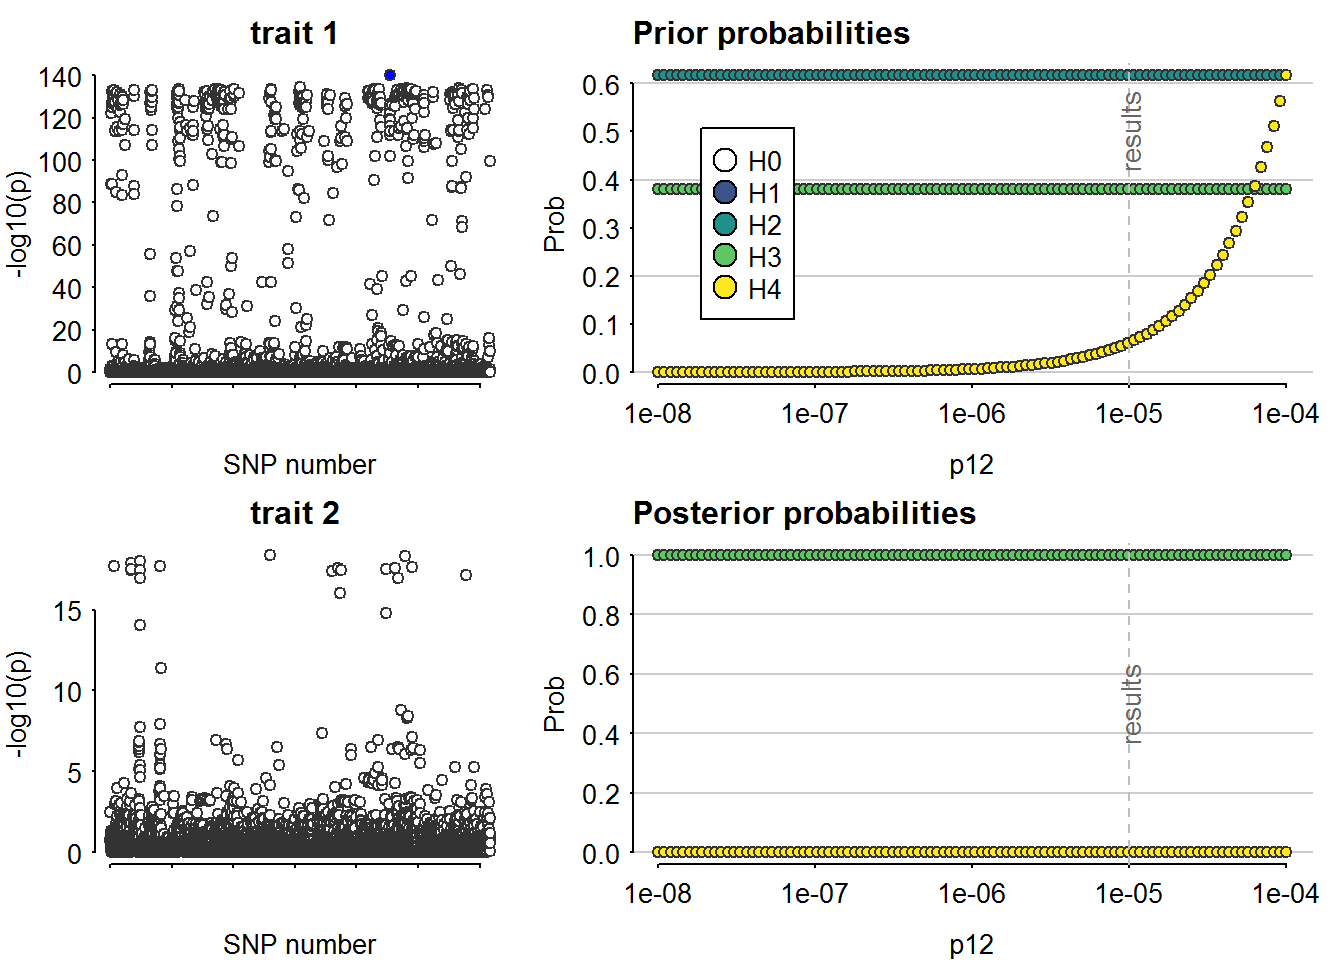 trait 1
-log10(p)
140
120
100
80
60
40
20
0
SNP number
Prior probabilities
Prob
0.6
0.5
0.4
0.3
0.2
0.1
0.0
H0
H1
H2
H3
H4
results
1e-08 1e-07 1e-06 1e-05 1e-04
p12
trait 2
-log10(p)
15
10
5
0
SNP number
Posterior probabilities
Prob
1.0
0.8
0.6
0.4
0.2
0.0
results
1e-08 1e-07 1e-06 1e-05 1e-04
p12